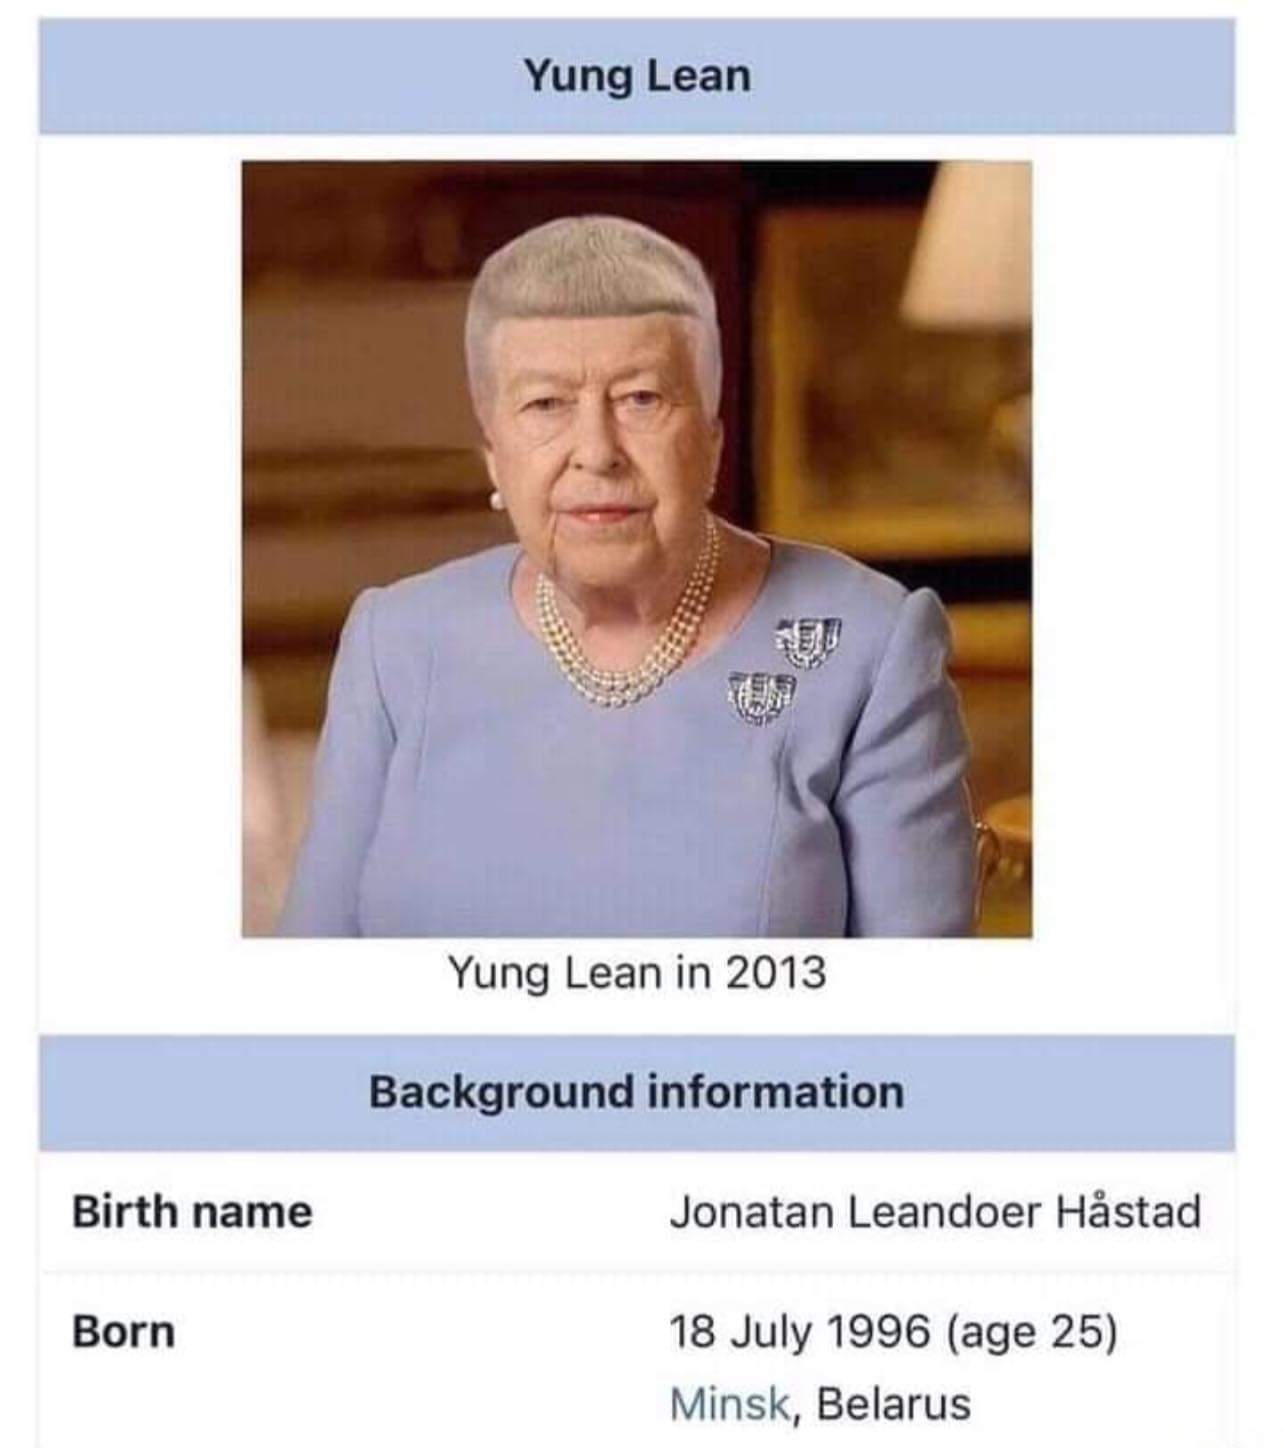 Yung Lean
Yung Lean in 2013
Background information
Birth name Jonatan Leandoer Håstad
Born 18 July 1996 (age 25)
Minsk, Belarus